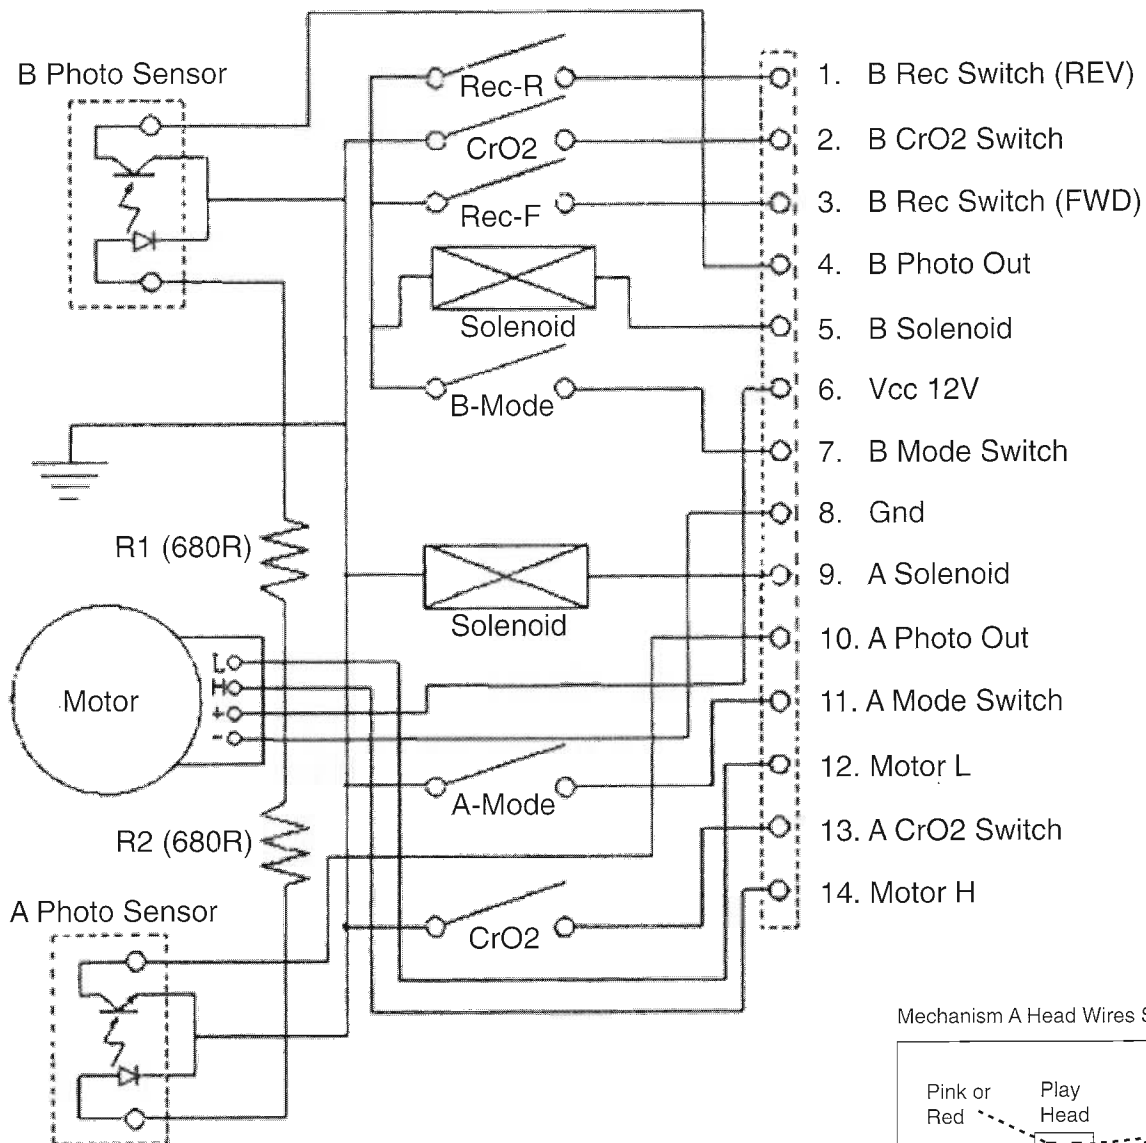 B Photo Sensor
Rec-R
CrO2
Rec-F
Solenoid
B-Mode
R1 (680R)
Solenoid
Motor
L
H
+
-
A-Mode
R2 (680R)
A Photo Sensor
CrO2
1. B Rec Switch (REV)
2. B CrO2 Switch
3. B Rec Switch (FWD)
4. B Photo Out
5. B Solenoid
6. Vcc 12V
7. B Mode Switch
8. Gnd
9. A Solenoid
10. A Photo Out
11. A Mode Switch
12. Motor L
13. A CrO2 Switch
14. Motor H
Mechanism A Head Wires S
Pink or
Red
Play
Head